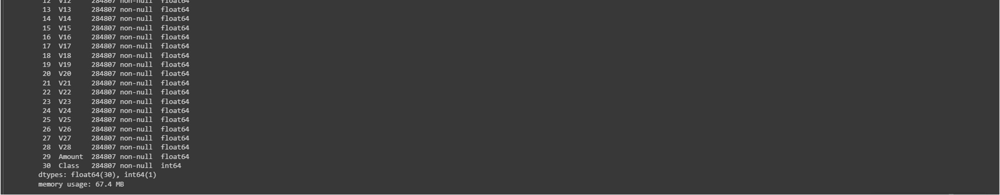 12  V12     284807 non-null  float64
13  V13     284807 non-null  float64
14  V14     284807 non-null  float64
15  V15     284807 non-null  float64
16  V16     284807 non-null  float64
17  V17     284807 non-null  float64
18  V18     284807 non-null  float64
19  V19     284807 non-null  float64
20  V20     284807 non-null  float64
21  V21     284807 non-null  float64
22  V22     284807 non-null  float64
23  V23     284807 non-null  float64
24  V24     284807 non-null  float64
25  V25     284807 non-null  float64
26  V26     284807 non-null  float64
27  V27     284807 non-null  float64
28  V28     284807 non-null  float64
29  Amount  284807 non-null  float64
30  Class   284807 non-null  int64
dtypes: float64(30), int64(1)
memory usage: 67.4 MB